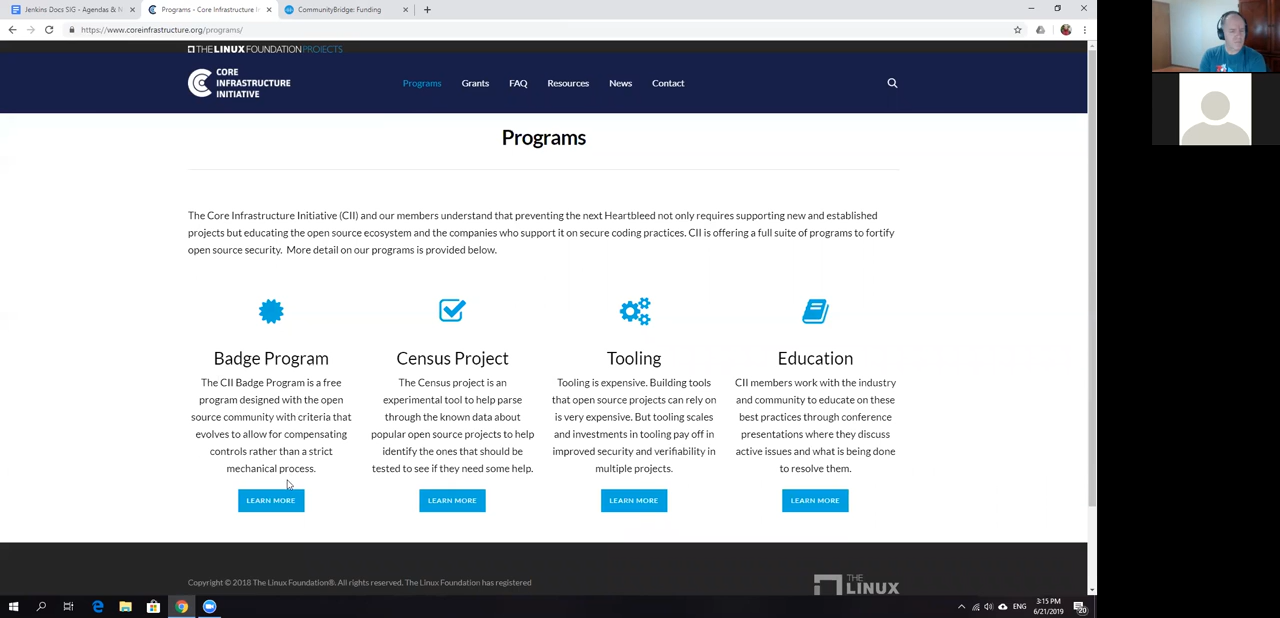 Jenkins Docs SIG - Agendas & N
Programs - Core Infrastructure I
CommunityBridge: Funding
https://www.coreinfrastructure.org/programs/
THE LINUX FOUNDATION PROJECTS
CORE
INFRASTRUCTURE
INITIATIVE
Programs Grants FAQ Resources News Contact
Programs
The Core Infrastructure Initiative (CII) and our members understand that preventing the next Heartbleed not only requires supporting new and established
projects but educating the open source ecosystem and the companies who support it on secure coding practices. CII is offering a full suite of programs to fortify
open source security. More detail on our programs is provided below.
Badge Program
The CII Badge Program is a free
program designed with the open
source community with criteria that
evolves to allow for compensating
controls rather than a strict
mechanical process.
LEARN MORE
Census Project
The Census project is an
experimental tool to help parse
through the known data about
popular open source projects to help
identify the ones that should be
tested to see if they need some help.
LEARN MORE
Tooling
Tooling is expensive. Building tools
that open source projects can rely on
is very expensive. But tooling scales
and investments in tooling pay off in
improved security and verifiability in
multiple projects.
LEARN MORE
Education
CII members work with the industry
and community to educate on these
best practices through conference
presentations where they discuss
active issues and what is being done
to resolve them.
LEARN MORE
Copyright © 2018 The Linux Foundation®. All rights reserved. The Linux Foundation has registered
THE
LINUX
ENG
3:15 PM
6/21/2019
20